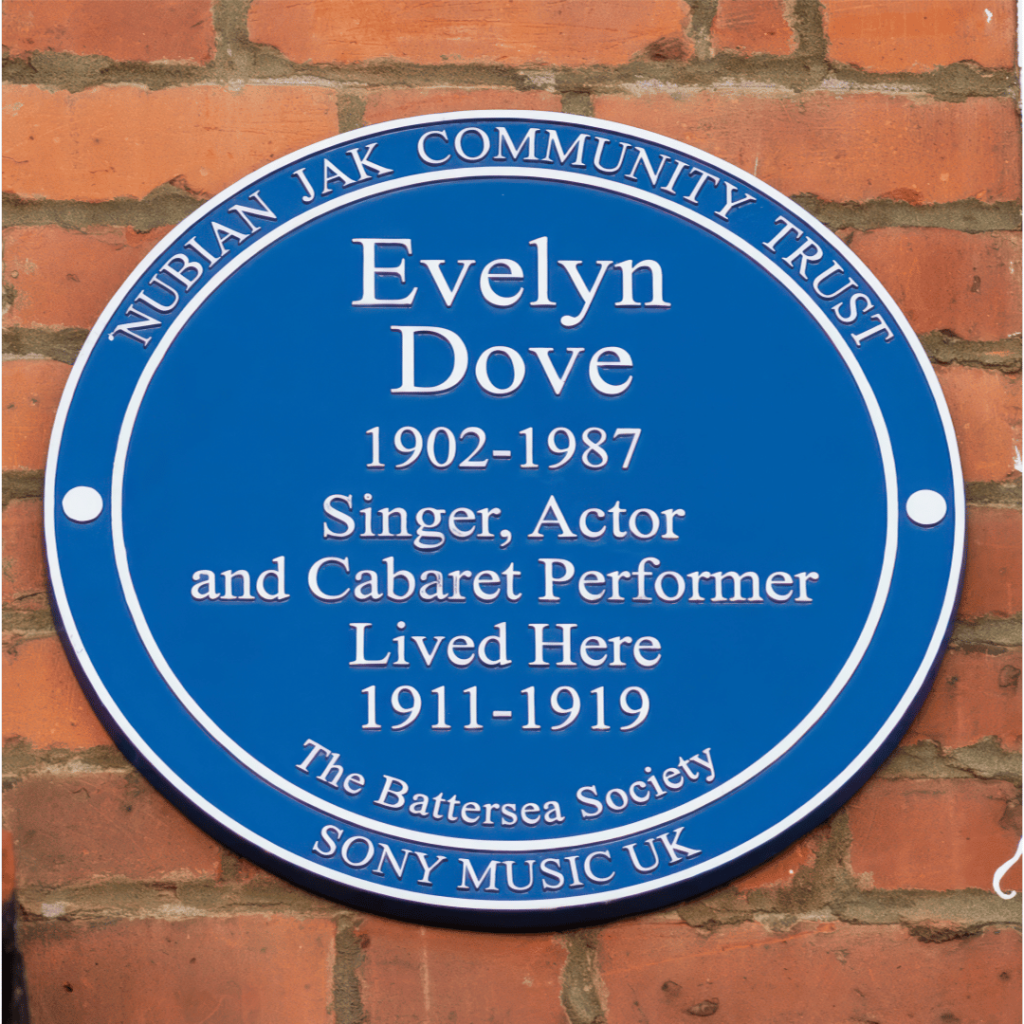 NUBIAN JAK COMMUNITY TRUST
Evelyn
Dove
1902-1987
Singer, Actor
and Cabaret Performer
Lived Here
1911-1919
The Battersea Society
SONY MUSIC UK